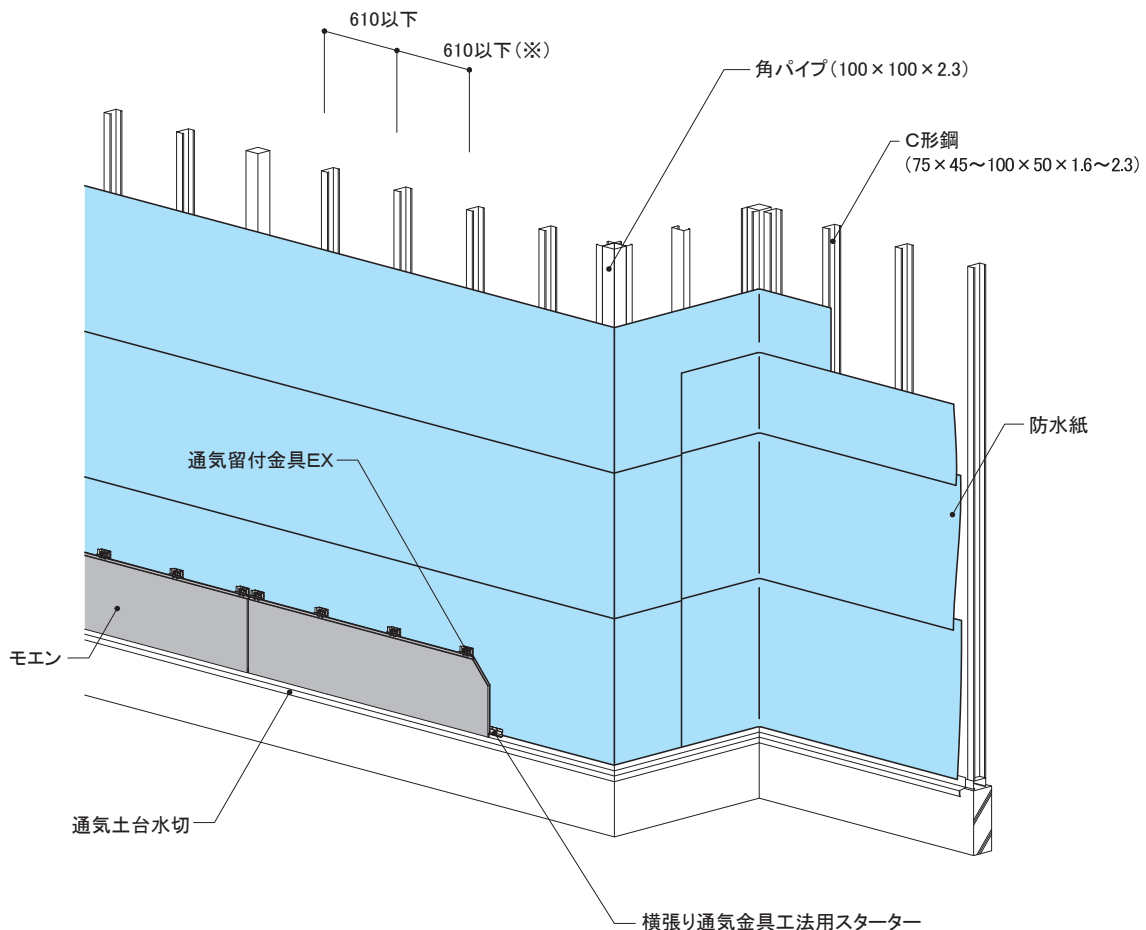 610以下
610以下(※)
角パイプ(100×100×2.3)
C形鋼
(75×45～100×50×1.6～2.3)
防水紙
通気留付金具EX
モエン
通気土台水切
横張り通気金具工法用スターター